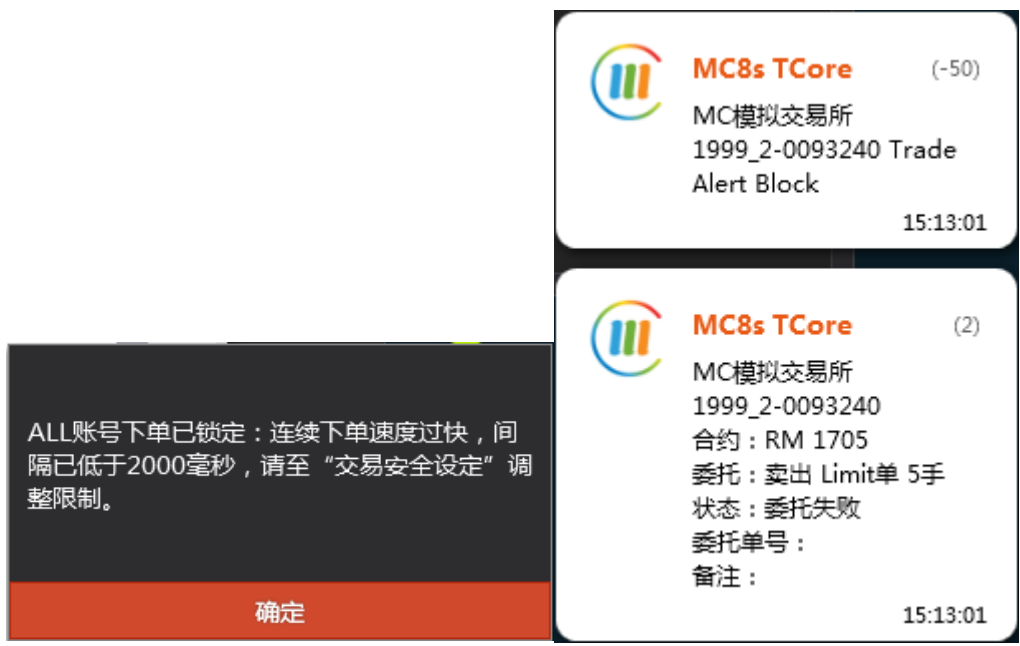 ALL账号下单已锁定：连续下单速度过快，间
隔已低于2000毫秒，请至“交易安全设定”调
整限制。
确定
MC8s TCore (-50)
MC模拟交易所
1999_2-0093240 Trade
Alert Block
15:13:01
MC8s TCore (2)
MC模拟交易所
1999_2-0093240
合约：RM 1705
委托：卖出 Limit单 5手
状态：委托失败
委托单号：
备注：
15:13:01